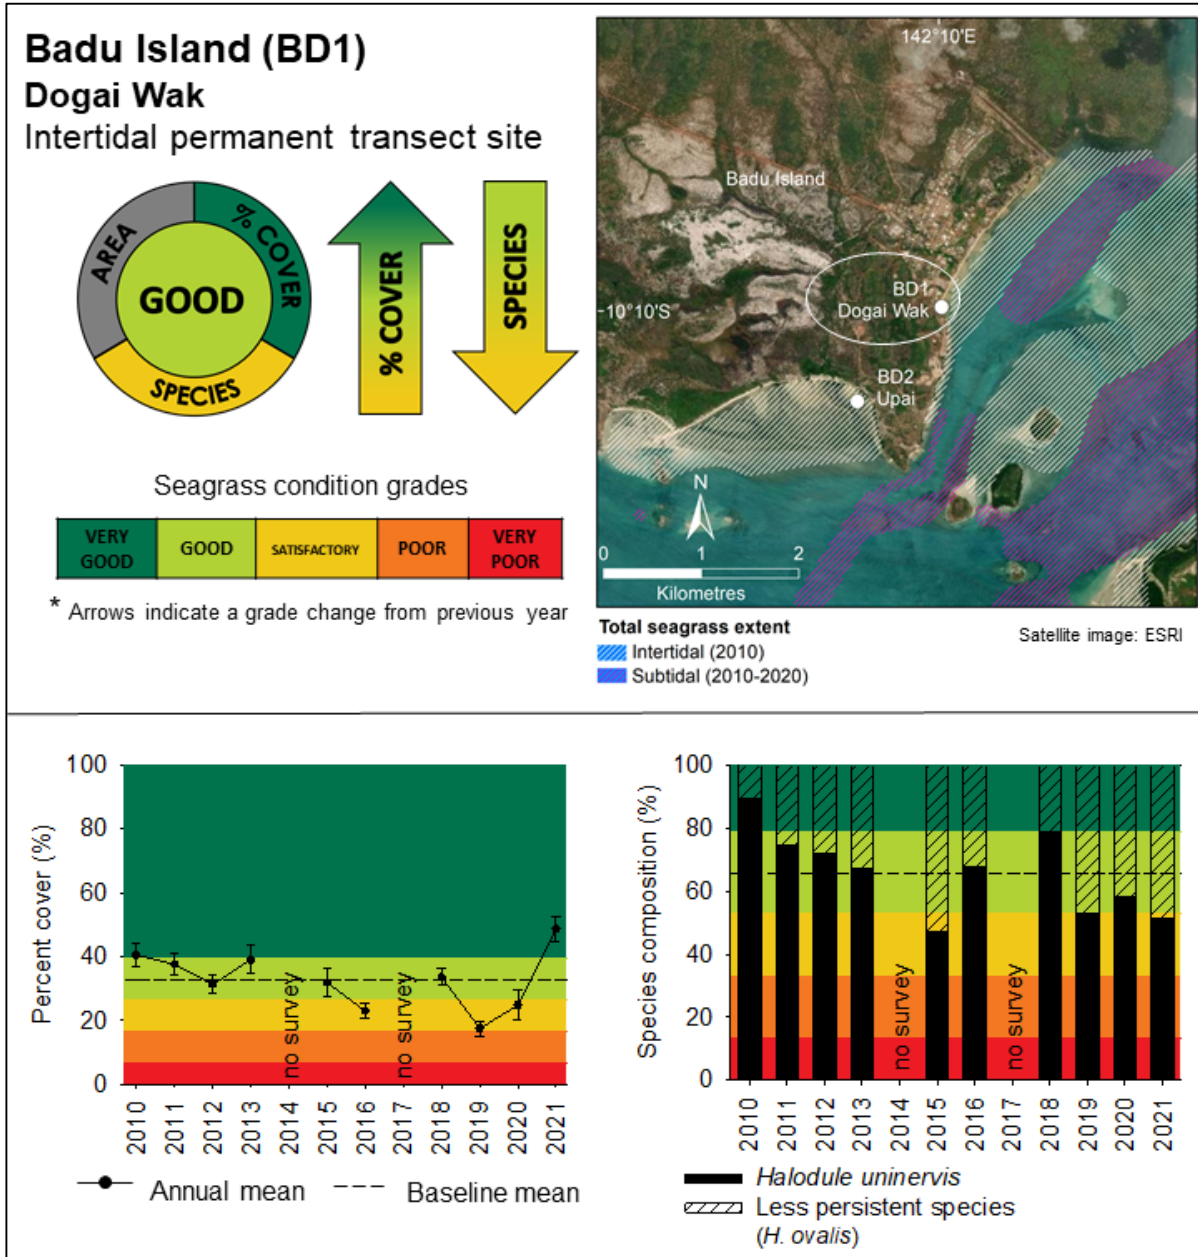 Badu Island (BD1)
Dogai Wak
Intertidal permanent transect site
AREA
% COVER
SPECIES
GOOD
% COVER
SPECIES
Seagrass condition grades
VERY GOOD
GOOD
SATISFACTORY
POOR
VERY POOR
* Arrows indicate a grade change from previous year
142°10'E
Badu Island
10°10'S
BD1
Dogai Wak
BD2
Upai
N
0 1 2
Kilometres
Total seagrass extent
Intertidal (2010)
Subtidal (2010-2020)
Satellite image: ESRI
Percent cover (%)
100
80
60
40
20
0
no survey
no survey
2010 2011 2012 2013 2014 2015 2016 2017 2018 2019 2020 2021
Annual mean
Baseline mean
Species composition (%)
100
80
60
40
20
0
no survey
no survey
2010 2011 2012 2013 2014 2015 2016 2017 2018 2019 2020 2021
Halodule uninervis
Less persistent species
(H. ovalis)